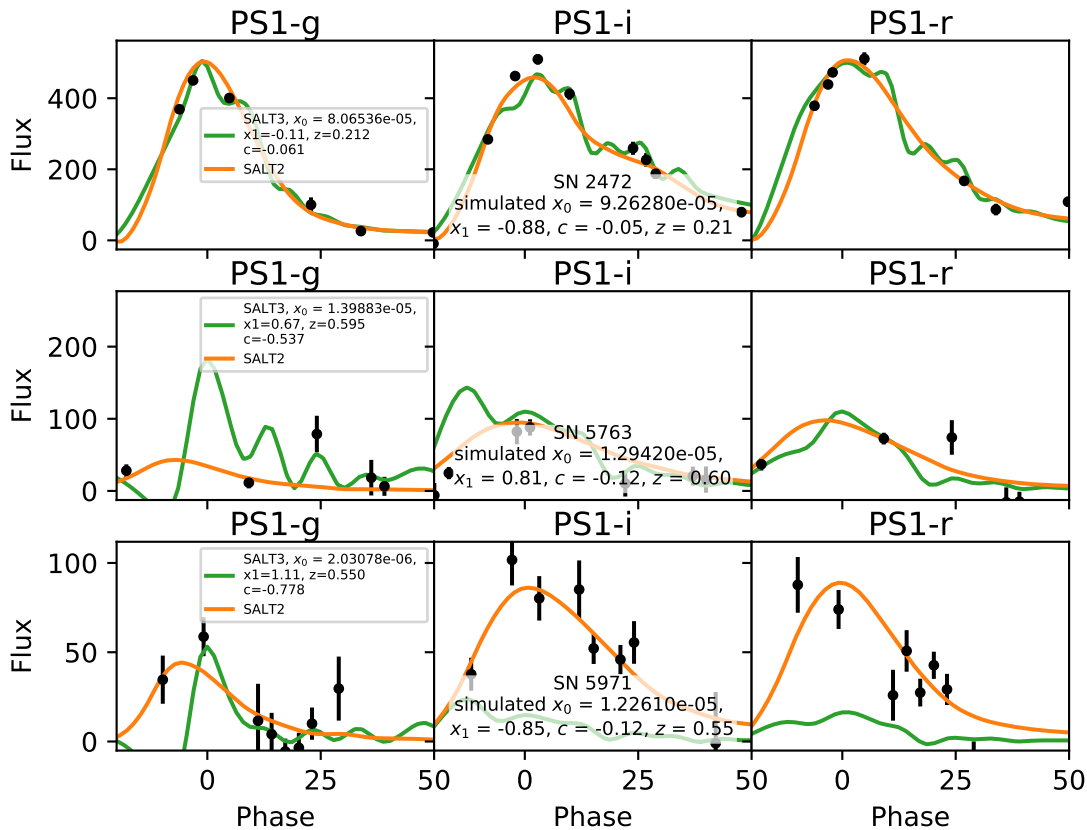 PS1-g PS1-i PS1-r
Flux
400
200
0
SALT3, x₀ = 8.06536e-05,
x1=-0.11, z=0.212
c=-0.061
SALT2
SN 2472
simulated x₀ = 9.26280e-05,
x₁ = -0.88, c = -0.05, z = 0.21
PS1-g PS1-i PS1-r
Flux
200
100
0
SALT3, x₀ = 1.39883e-05,
x1=0.67, z=0.595
c=-0.537
SALT2
SN 5763
simulated x₀ = 1.29420e-05,
x₁ = 0.81, c = -0.12, z = 0.60
PS1-g PS1-i PS1-r
Flux
100
50
0
SALT3, x₀ = 2.03078e-06,
x1=1.11, z=0.550
c=-0.778
SALT2
SN 5971
simulated x₀ = 1.22610e-05,
x₁ = -0.85, c = -0.12, z = 0.55
0 25 50 0 25 50 0 25 50
Phase Phase Phase